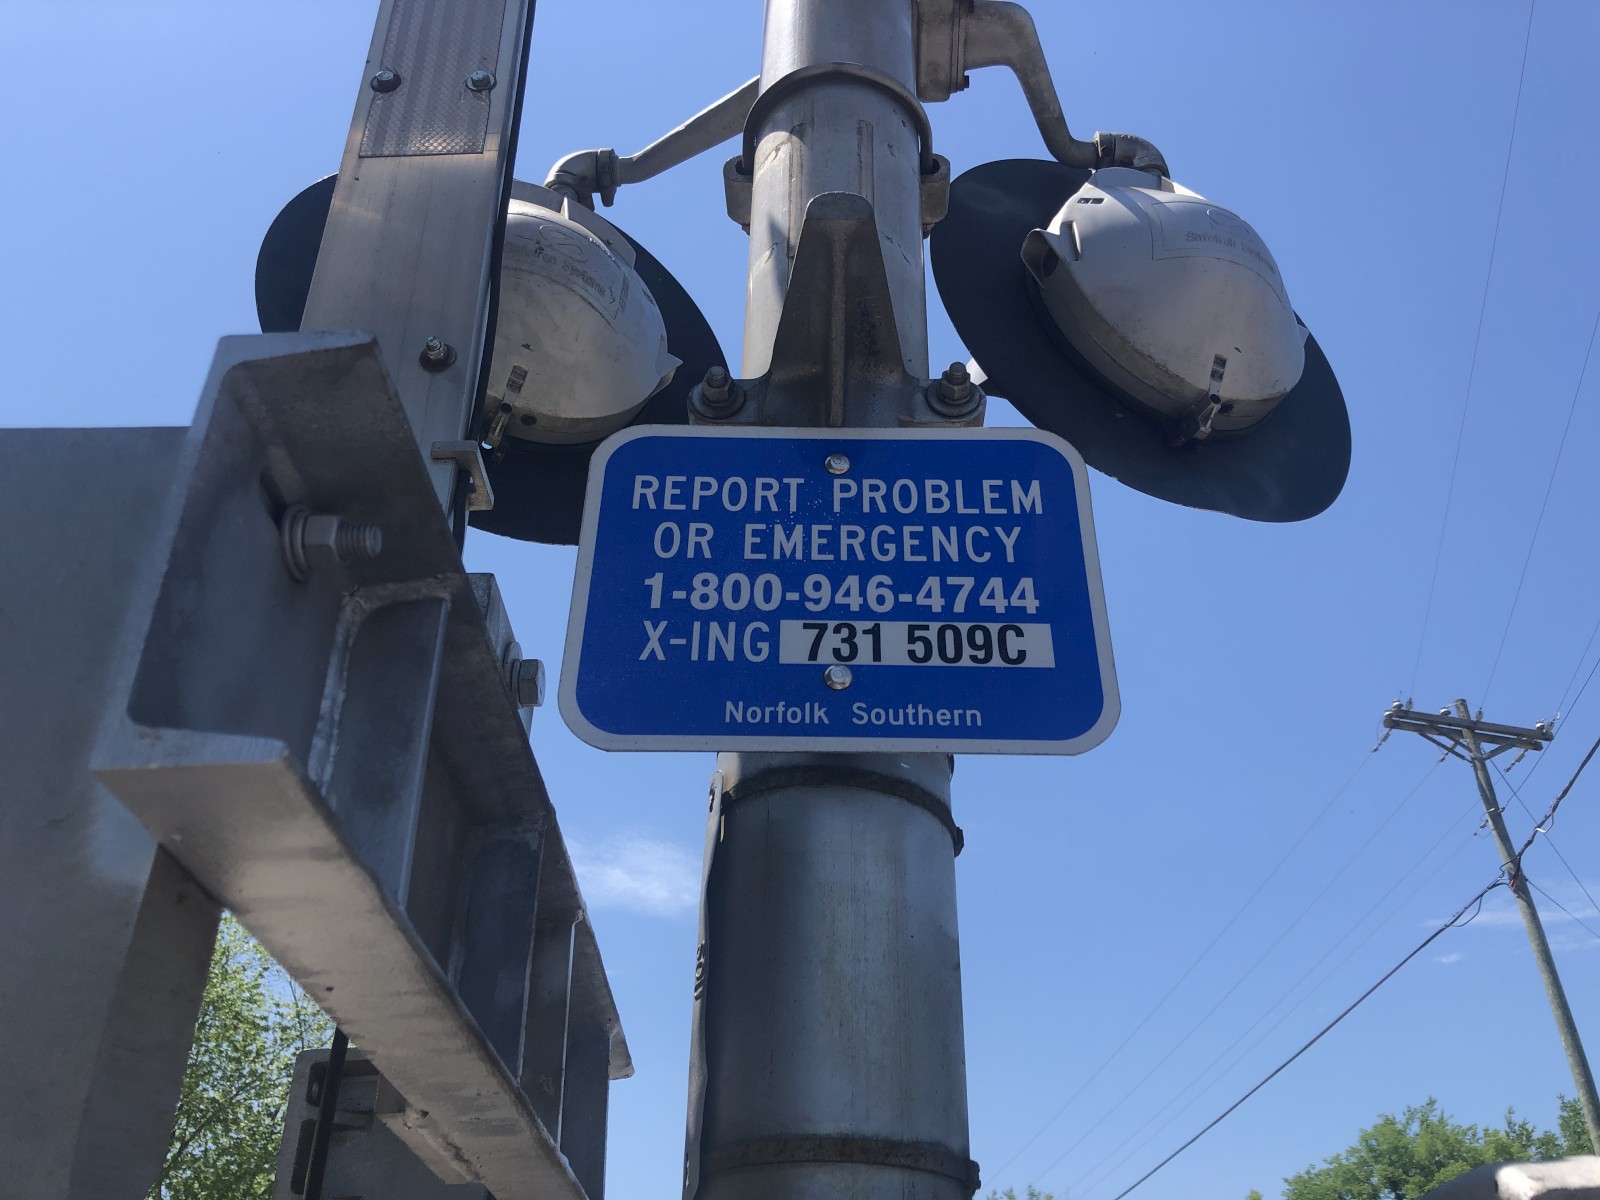 REPORT PROBLEM
OR EMERGENCY
1-800-946-4744
X-ING 731 509C
Norfolk Southern